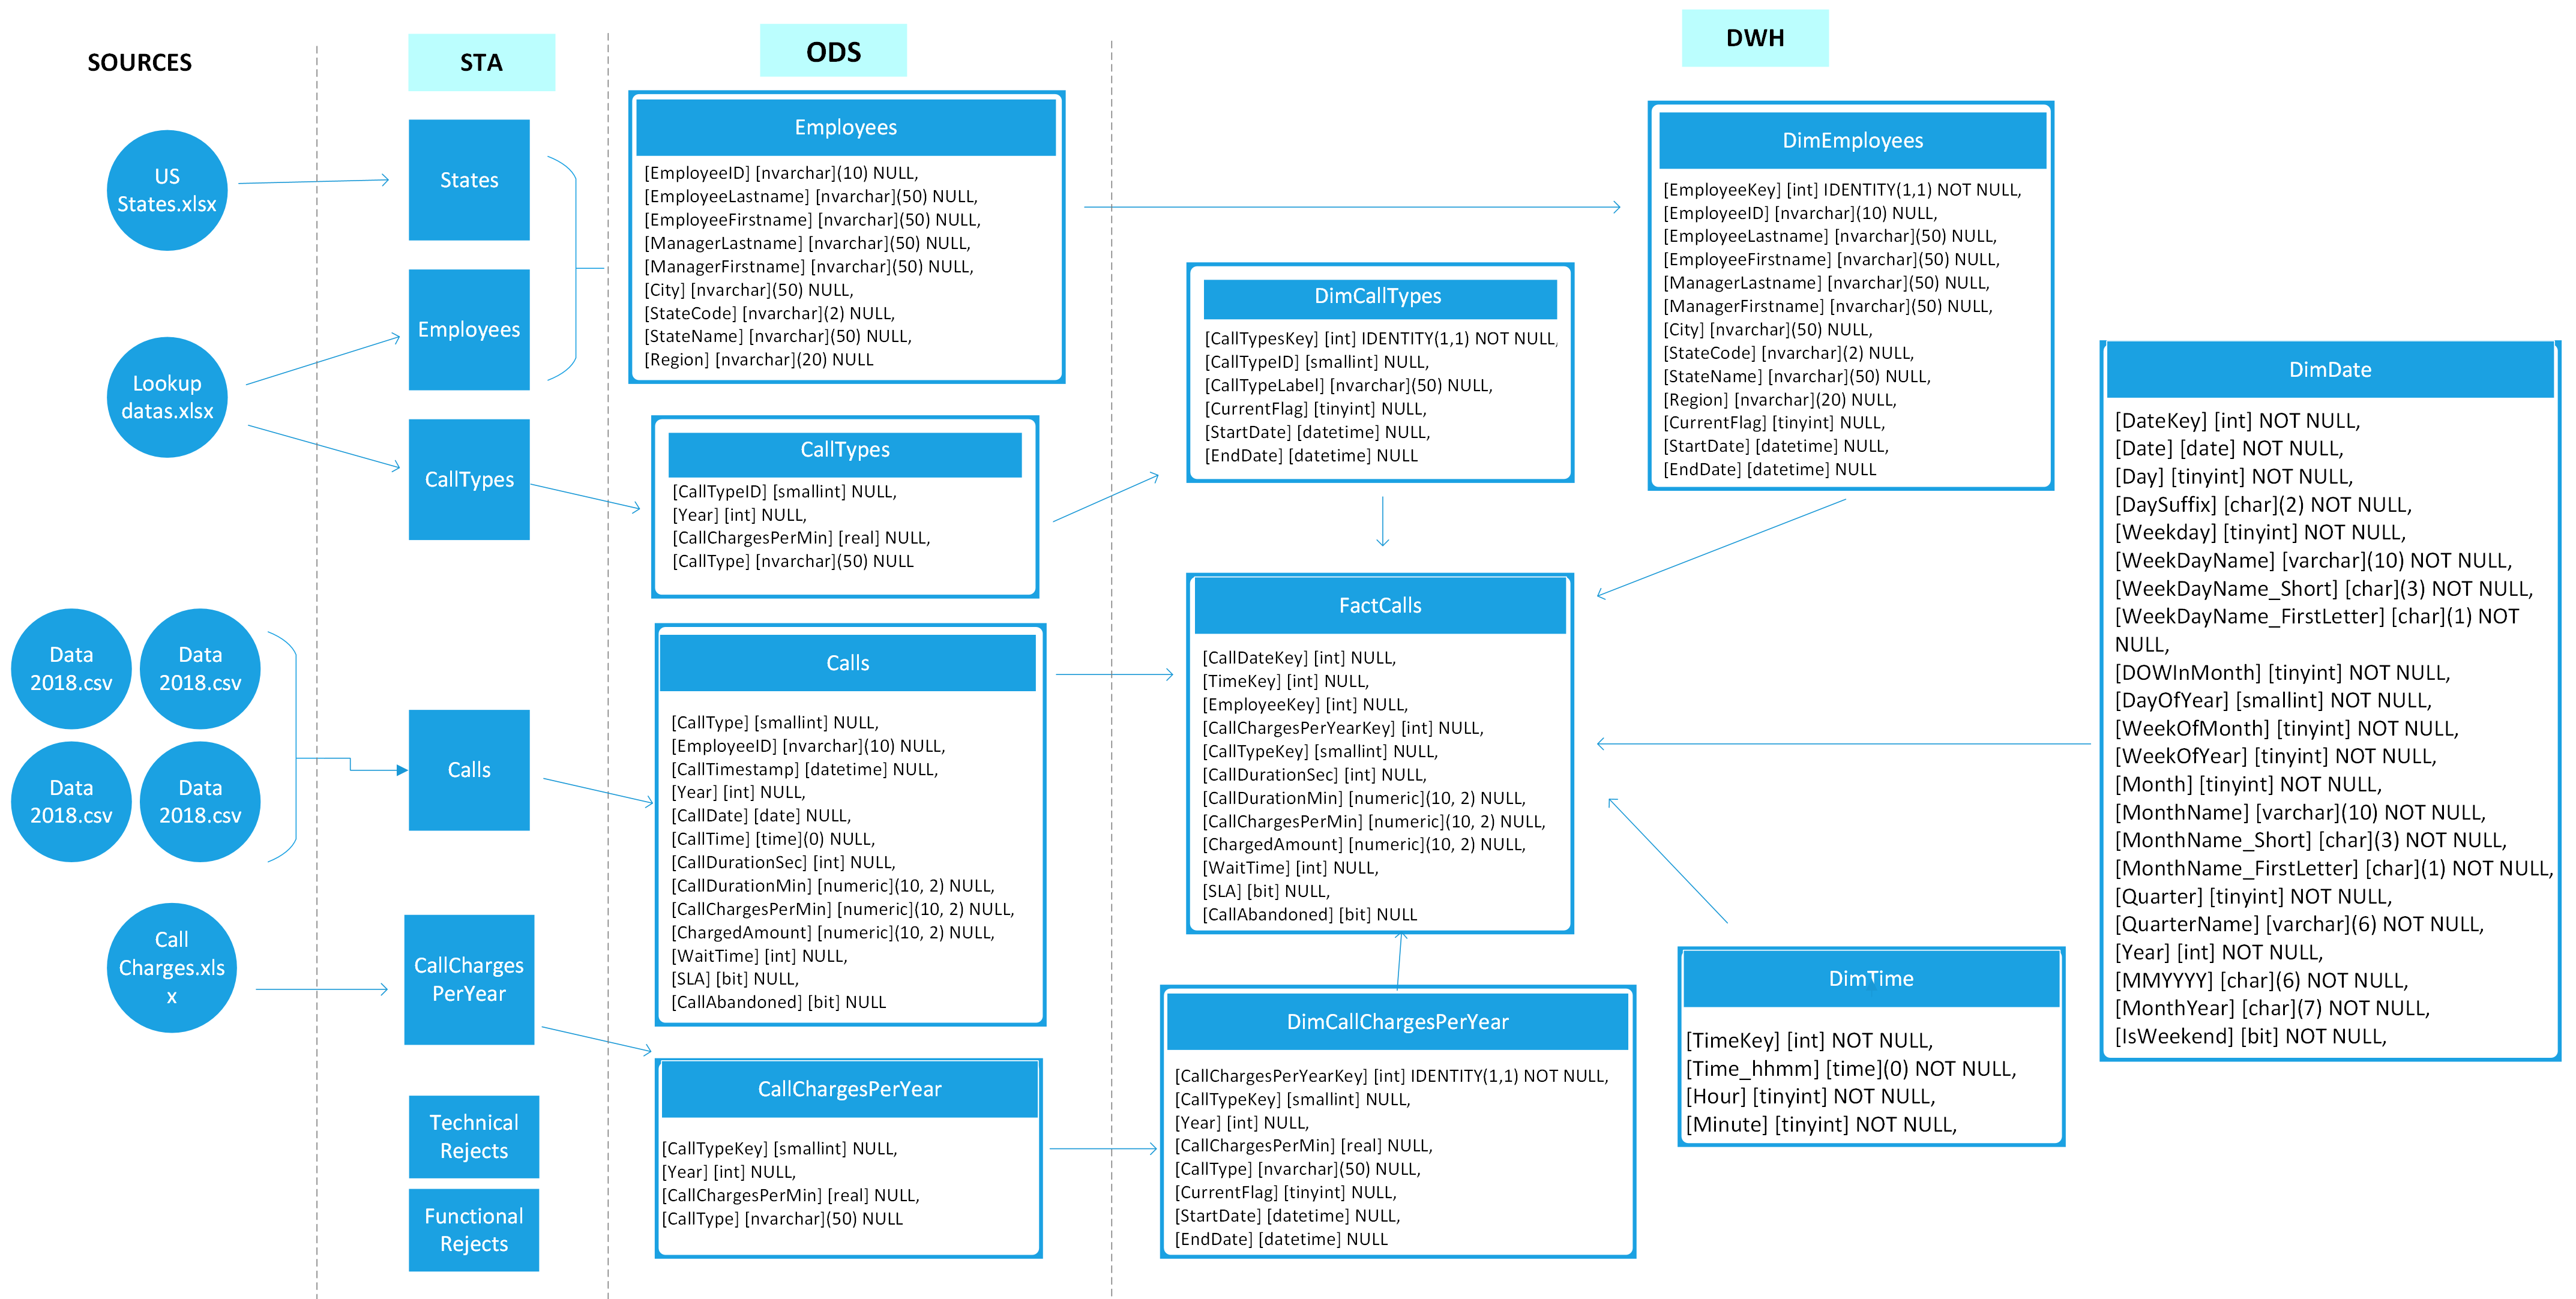 SOURCES
STA
ODS
DWH
US
States.xlsx
Lookup
datas.xlsx
Data
2018.csv
Data
2018.csv
Data
2018.csv
Data
2018.csv
Call
Charges.xls
x
States
Employees
CallTypes
Calls
CallCharges
PerYear
Technical
Rejects
Functional
Rejects
Employees
[EmployeeID] [nvarchar](10) NULL,
[EmployeeLastname] [nvarchar](50) NULL,
[EmployeeFirstname] [nvarchar](50) NULL,
[ManagerLastname] [nvarchar](50) NULL,
[ManagerFirstname] [nvarchar](50) NULL,
[City] [nvarchar](50) NULL,
[StateCode] [nvarchar](2) NULL,
[StateName] [nvarchar](50) NULL,
[Region] [nvarchar](20) NULL
CallTypes
[CallTypeID] [smallint] NULL,
[Year] [int] NULL,
[CallChargesPerMin] [real] NULL,
[CallType] [nvarchar](50) NULL
Calls
[CallType] [smallint] NULL,
[EmployeeID] [nvarchar](10) NULL,
[CallTimestamp] [datetime] NULL,
[Year] [int] NULL,
[CallDate] [date] NULL,
[CallTime] [time](0) NULL,
[CallDurationSec] [int] NULL,
[CallDurationMin] [numeric](10, 2) NULL,
[CallChargesPerMin] [numeric](10, 2) NULL,
[ChargedAmount] [numeric](10, 2) NULL,
[WaitTime] [int] NULL,
[SLA] [bit] NULL,
[CallAbandoned] [bit] NULL
CallChargesPerYear
[CallTypeKey] [smallint] NULL,
[Year] [int] NULL,
[CallChargesPerMin] [real] NULL,
[CallType] [nvarchar](50) NULL
DimCallTypes
[CallTypesKey] [int] IDENTITY(1,1) NOT NULL,
[CallTypeID] [smallint] NULL,
[CallTypeLabel] [nvarchar](50) NULL,
[CurrentFlag] [tinyint] NULL,
[StartDate] [datetime] NULL,
[EndDate] [datetime] NULL
FactCalls
[CallDateKey] [int] NULL,
[TimeKey] [int] NULL,
[EmployeeKey] [int] NULL,
[CallChargesPerYearKey] [int] NULL,
[CallTypeKey] [smallint] NULL,
[CallDurationSec] [int] NULL,
[CallDurationMin] [numeric](10, 2) NULL,
[CallChargesPerMin] [numeric](10, 2) NULL,
[ChargedAmount] [numeric](10, 2) NULL,
[WaitTime] [int] NULL,
[SLA] [bit] NULL,
[CallAbandoned] [bit] NULL
DimCallChargesPerYear
[CallChargesPerYearKey] [int] IDENTITY(1,1) NOT NULL,
[CallTypeKey] [smallint] NULL,
[Year] [int] NULL,
[CallChargesPerMin] [real] NULL,
[CallType] [nvarchar](50) NULL,
[CurrentFlag] [tinyint] NULL,
[StartDate] [datetime] NULL,
[EndDate] [datetime] NULL
DimEmployees
[EmployeeKey] [int] IDENTITY(1,1) NOT NULL,
[EmployeeID] [nvarchar](10) NULL,
[EmployeeLastname] [nvarchar](50) NULL,
[EmployeeFirstname] [nvarchar](50) NULL,
[ManagerLastname] [nvarchar](50) NULL,
[ManagerFirstname] [nvarchar](50) NULL,
[City] [nvarchar](50) NULL,
[StateCode] [nvarchar](2) NULL,
[StateName] [nvarchar](50) NULL,
[Region] [nvarchar](20) NULL,
[CurrentFlag] [tinyint] NULL,
[StartDate] [datetime] NULL,
[EndDate] [datetime] NULL
DimTime
[TimeKey] [int] NOT NULL,
[Time_hhmm] [time](0) NOT NULL,
[Hour] [tinyint] NOT NULL,
[Minute] [tinyint] NOT NULL,
DimDate
[DateKey] [int] NOT NULL,
[Date] [date] NOT NULL,
[Day] [tinyint] NOT NULL,
[DaySuffix] [char](2) NOT NULL,
[Weekday] [tinyint] NOT NULL,
[WeekDayName] [varchar](10) NOT NULL,
[WeekDayName_Short] [char](3) NOT NULL,
[WeekDayName_FirstLetter] [char](1) NOT
NULL,
[DOWInMonth] [tinyint] NOT NULL,
[DayOfYear] [smallint] NOT NULL,
[WeekOfMonth] [tinyint] NOT NULL,
[WeekOfYear] [tinyint] NOT NULL,
[Month] [tinyint] NOT NULL,
[MonthName] [varchar](10) NOT NULL,
[MonthName_Short] [char](3) NOT NULL,
[MonthName_FirstLetter] [char](1) NOT NULL,
[Quarter] [tinyint] NOT NULL,
[QuarterName] [varchar](6) NOT NULL,
[Year] [int] NOT NULL,
[MMYYYY] [char](6) NOT NULL,
[MonthYear] [char](7) NOT NULL,
[IsWeekend] [bit] NOT NULL,